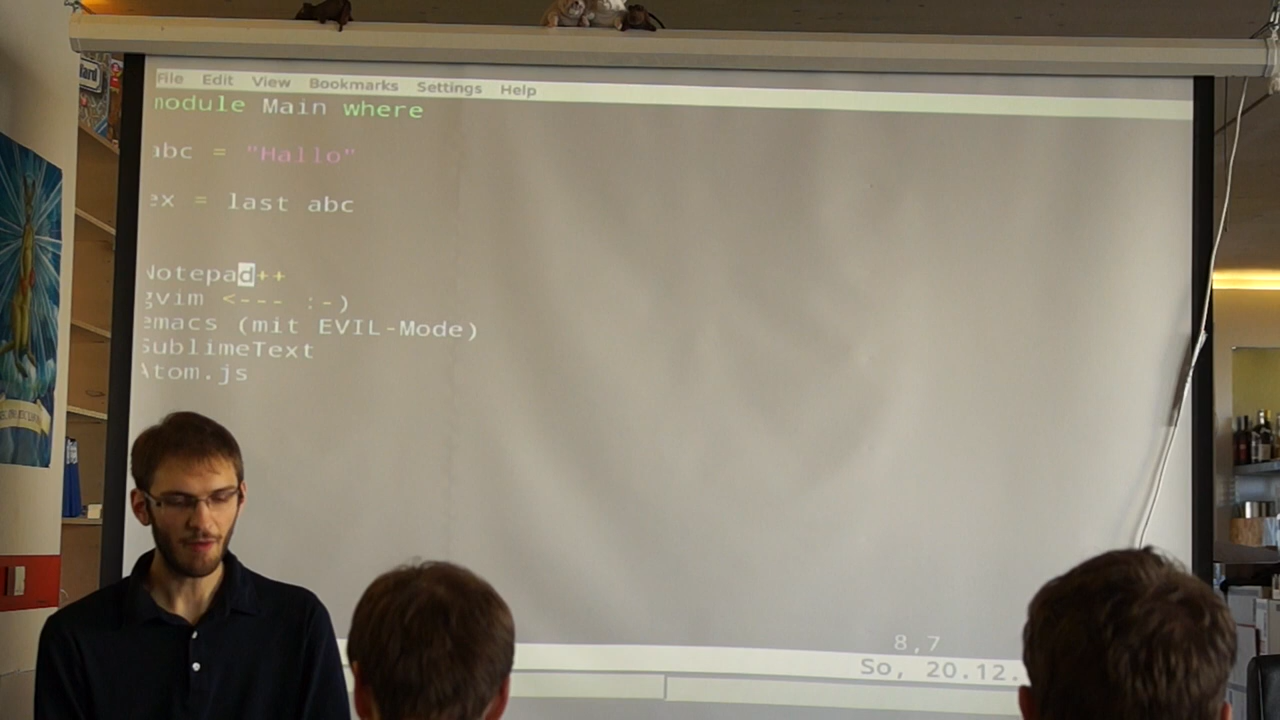 File Edit View Bookmarks Settings Help
module Main where
abc = "Hallo"
ex = last abc
Notepad++
gvim <--- :-)
emacs (mit EVIL-Mode)
SublimeText
Atom.js
8,7
So, 20.12.